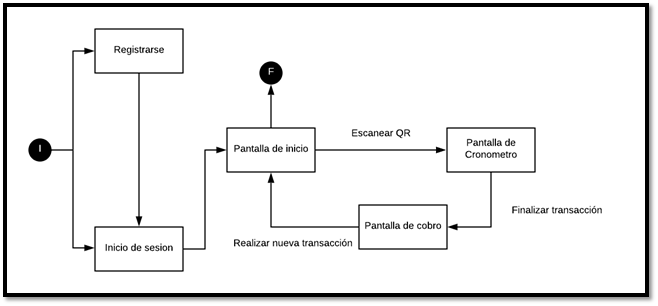 Registrarse
F
I
Pantalla de inicio
Escanear QR
Pantalla de
Cronometro
Finalizar transacción
Pantalla de cobro
Realizar nueva transacción
Inicio de sesion